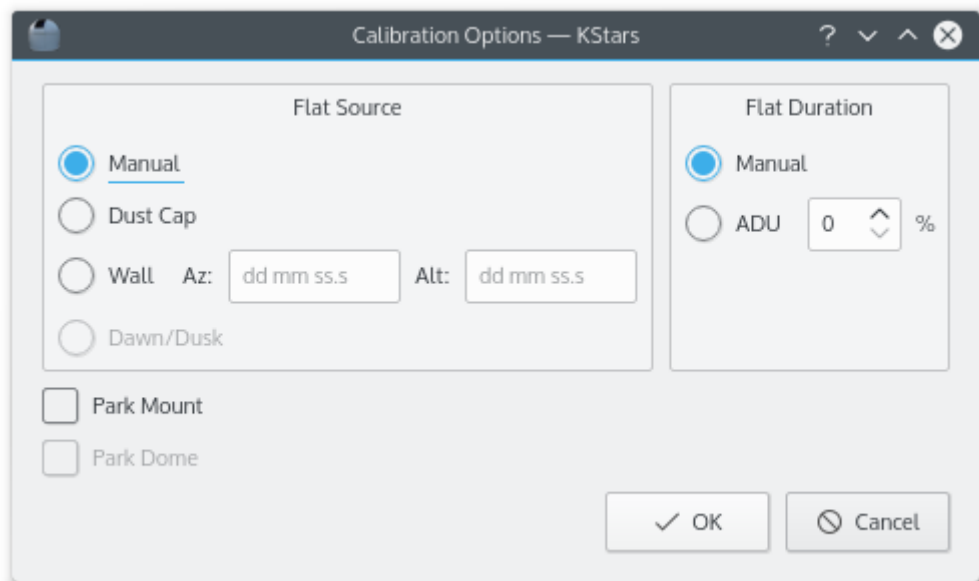 Calibration Options — KStars
Flat Source
Manual
Dust Cap
Wall Az: dd mm ss.s Alt: dd mm ss.s
Dawn/Dusk
Flat Duration
Manual
ADU 0 %
Park Mount
Park Dome
OK Cancel